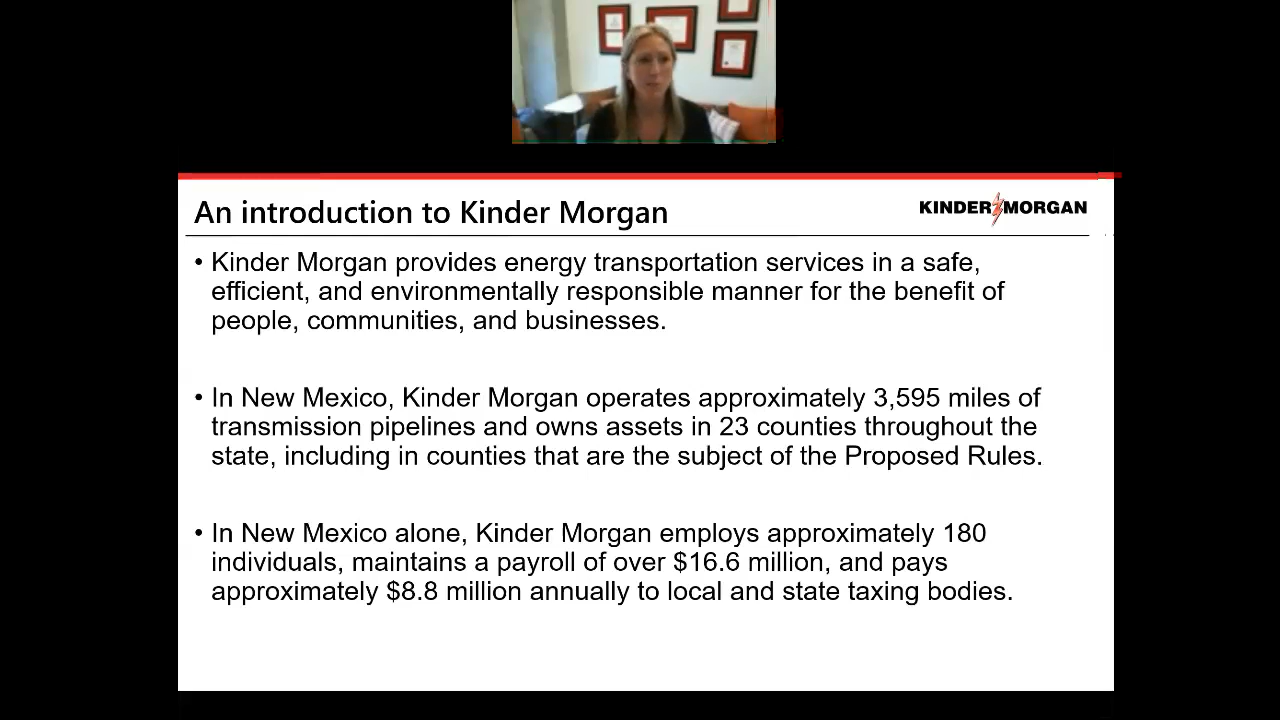 An introduction to Kinder Morgan
KINDER MORGAN
• Kinder Morgan provides energy transportation services in a safe,
efficient, and environmentally responsible manner for the benefit of
people, communities, and businesses.
• In New Mexico, Kinder Morgan operates approximately 3,595 miles of
transmission pipelines and owns assets in 23 counties throughout the
state, including in counties that are the subject of the Proposed Rules.
• In New Mexico alone, Kinder Morgan employs approximately 180
individuals, maintains a payroll of over $16.6 million, and pays
approximately $8.8 million annually to local and state taxing bodies.